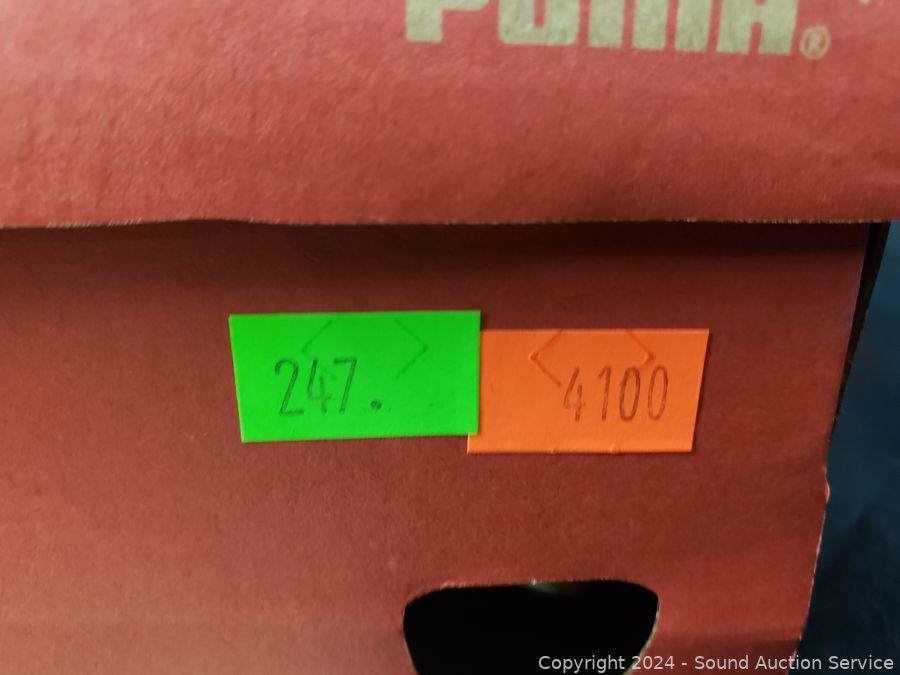 PUMA®
247.
4100
Copyright 2024 - Sound Auction Service